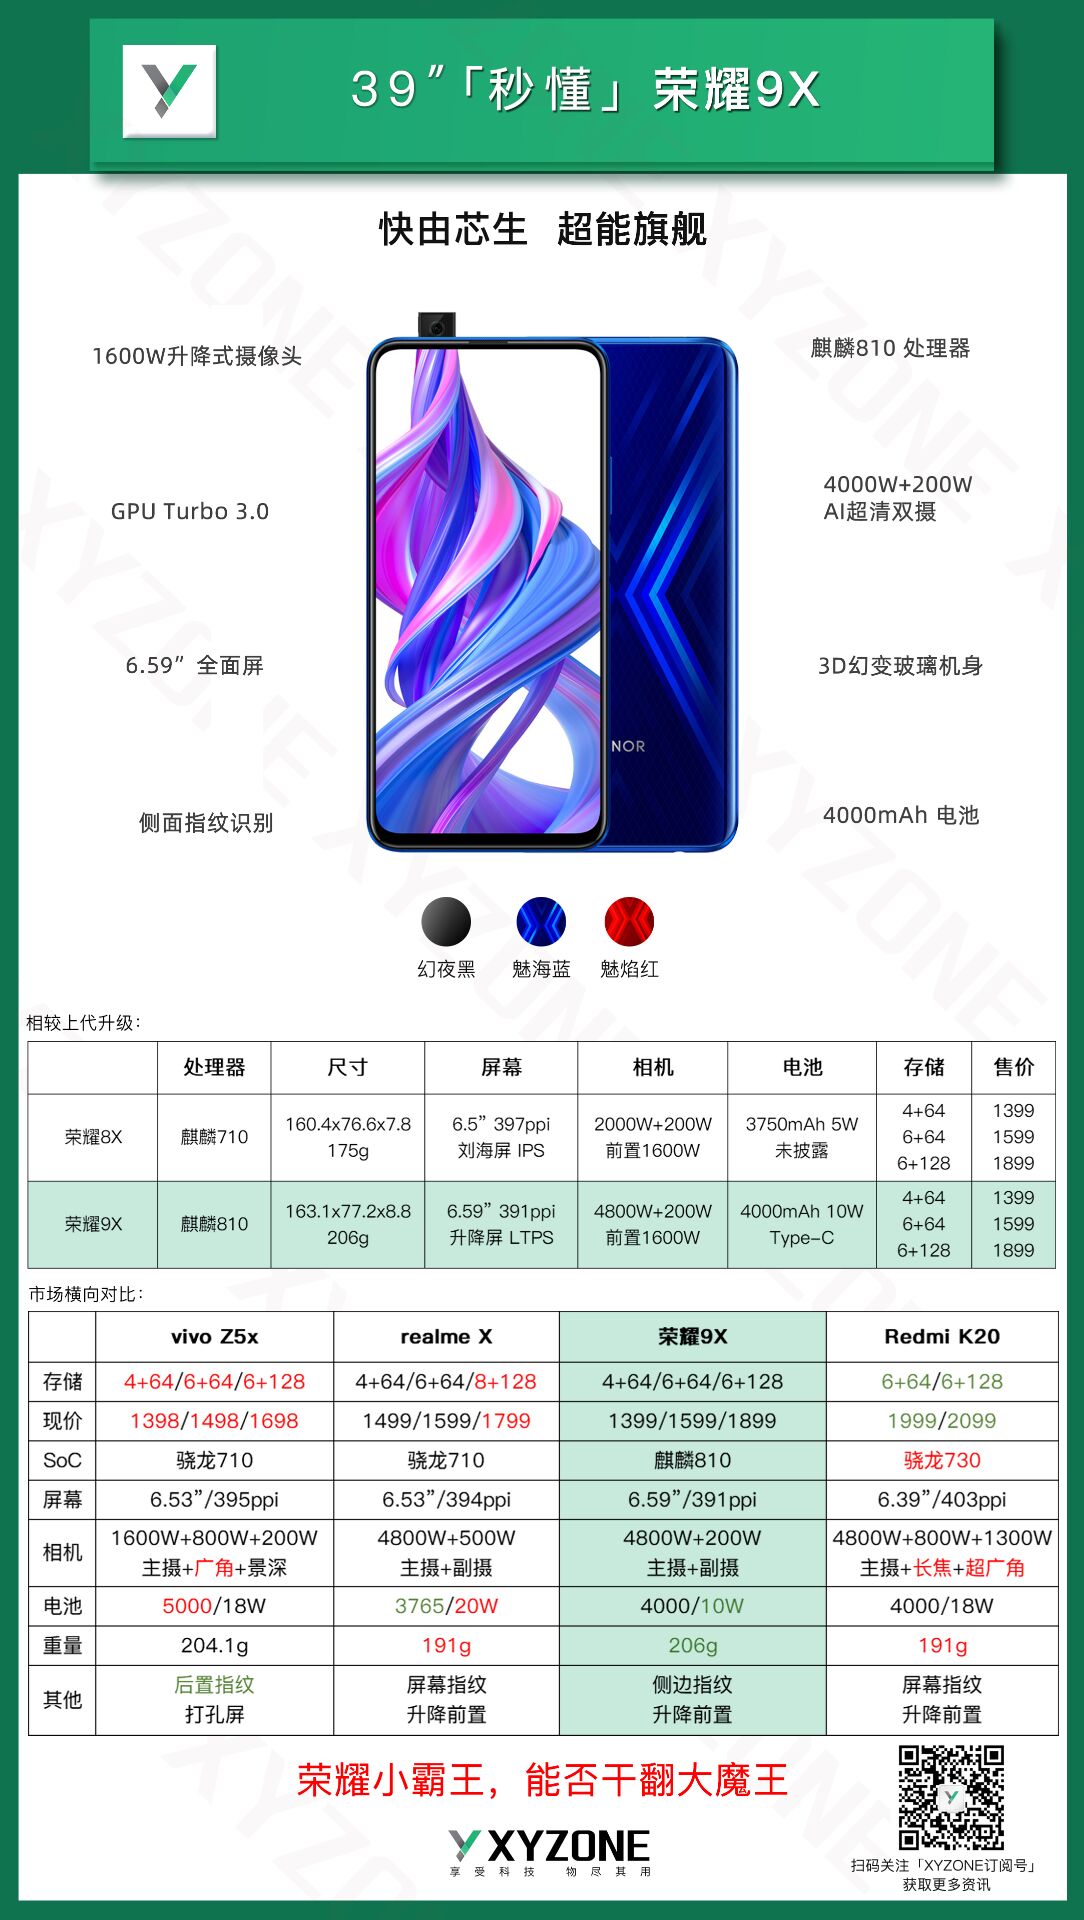 39″「秒懂」荣耀9X
快由芯生 超能旗舰
1600W升降式摄像头
麒麟810 处理器
GPU Turbo 3.0
4000W+200W
AI超清双摄
6.59” 全面屏
3D幻变玻璃机身
NOR
侧面指纹识别
4000mAh 电池
幻夜黑 魅海蓝 魅焰红
相较上代升级：
处理器 尺寸 屏幕 相机 电池 存储 售价
荣耀8X 麒麟710 160.4x76.6x7.8 175g 6.5” 397ppi 刘海屏 IPS 2000W+200W 前置1600W 3750mAh 5W 未披露 4+64 6+64 6+128 1399 1599 1899
荣耀9X 麒麟810 163.1x77.2x8.8 206g 6.59” 391ppi 升降屏 LTPS 4800W+200W 前置1600W 4000mAh 10W Type-C 4+64 6+64 6+128 1399 1599 1899
市场横向对比：
vivo Z5x realme X 荣耀9X Redmi K20
存储 4+64/6+64/6+128 4+64/6+64/8+128 4+64/6+64/6+128 6+64/6+128
现价 1398/1498/1698 1499/1599/1799 1399/1599/1899 1999/2099
SoC 骁龙710 骁龙710 麒麟810 骁龙730
屏幕 6.53”/395ppi 6.53”/394ppi 6.59”/391ppi 6.39”/403ppi
相机 1600W+800W+200W 主摄+广角+景深 4800W+500W 主摄+副摄 4800W+200W 主摄+副摄 4800W+800W+1300W 主摄+长焦+超广角
电池 5000/18W 3765/20W 4000/10W 4000/18W
重量 204.1g 191g 206g 191g
其他 后置指纹 打孔屏 屏幕指纹 升降前置 侧边指纹 升降前置 屏幕指纹 升降前置
荣耀小霸王，能否干翻大魔王
XYZONE
享受科技 物尽其用
扫码关注「XYZONE订阅号」
获取更多资讯